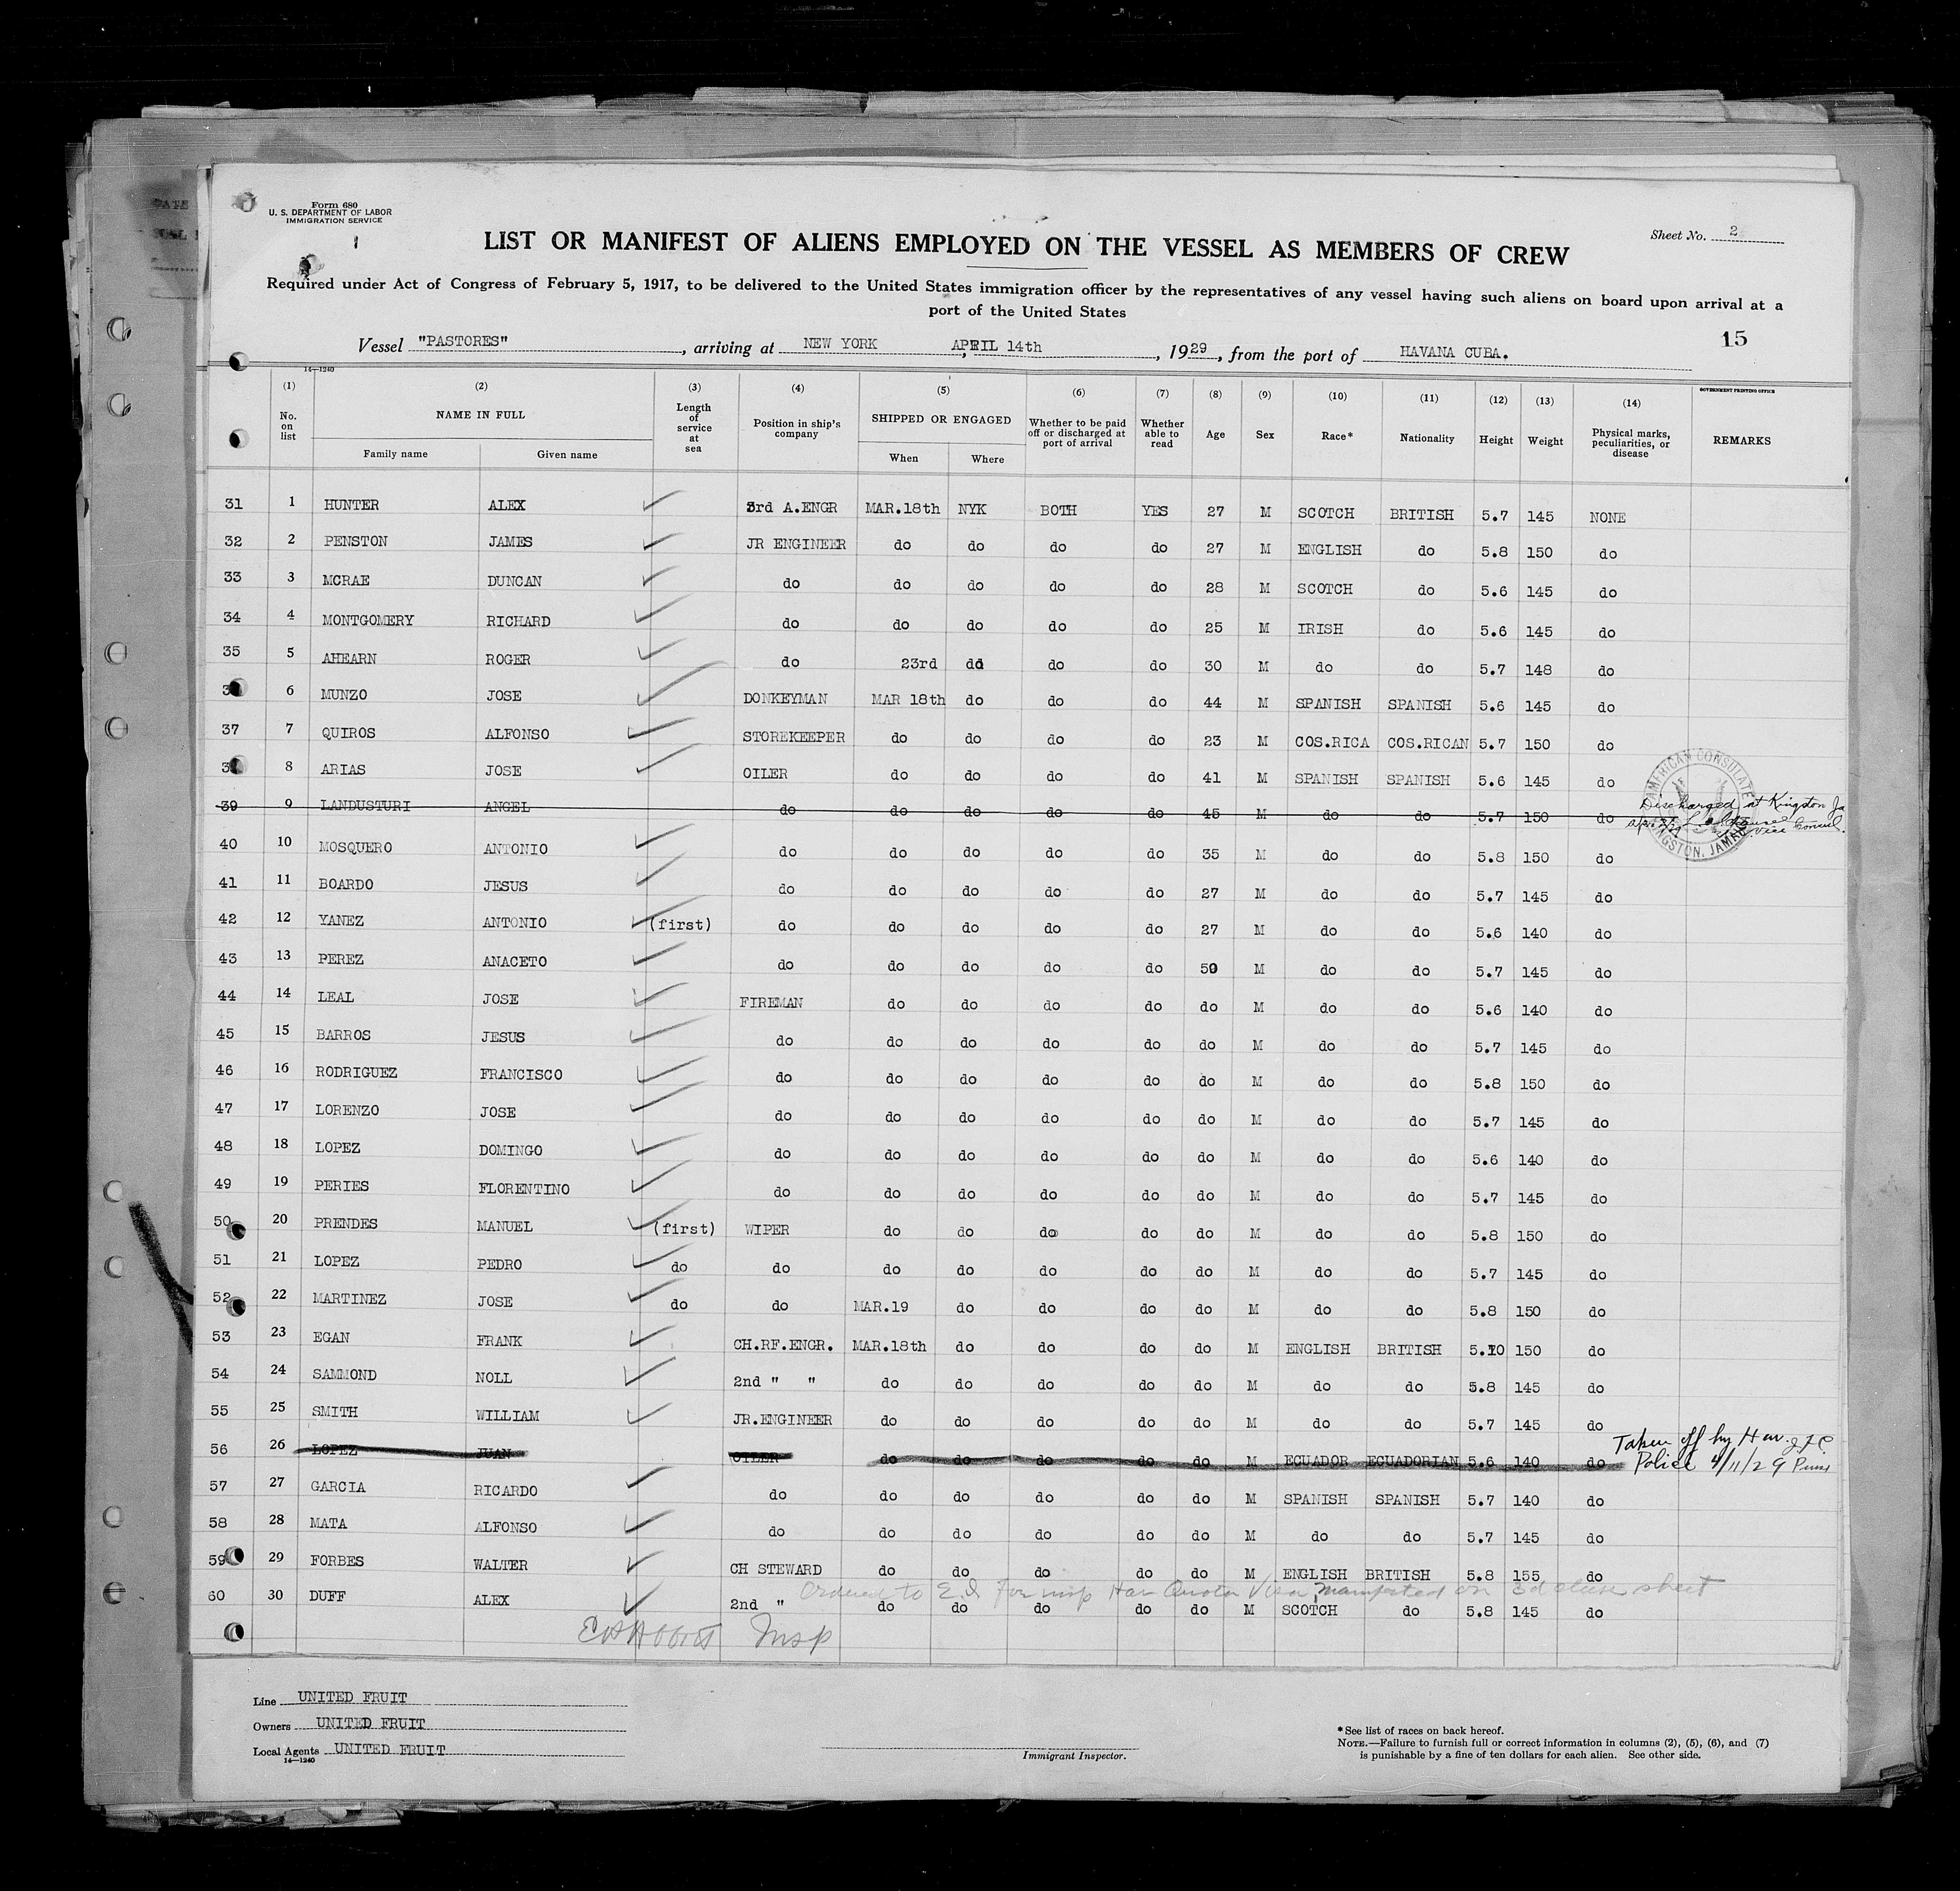 Form 680
U. S. DEPARTMENT OF LABOR
IMMIGRATION SERVICE
LIST OR MANIFEST OF ALIENS EMPLOYED ON THE VESSEL AS MEMBERS OF CREW
Sheet No. 2
Required under Act of Congress of February 5, 1917, to be delivered to the United States immigration officer by the representatives of any vessel having such aliens on board upon arrival at a
port of the United States
15
Vessel "PASTORES", arriving at NEW YORK, APRIL 14th, 1929, from the port of HAVANA CUBA.
14—1240
GOVERNMENT PRINTING OFFICE
(1) (2) (3) (4) (5) (6) (7) (8) (9) (10) (11) (12) (13) (14)
No. on list NAME IN FULL Length of service at sea Position in ship's company SHIPPED OR ENGAGED Whether to be paid off or discharged at port of arrival Whether able to read Age Sex Race* Nationality Height Weight Physical marks, peculiarities, or disease REMARKS
Family name Given name When Where
31 1 HUNTER ALEX 3rd A.ENGR MAR.18th NYK BOTH YES 27 M SCOTCH BRITISH 5.7 145 NONE
32 2 PENSTON JAMES JR ENGINEER do do do do 27 M ENGLISH do 5.8 150 do
33 3 MCRAE DUNCAN do do do do do 28 M SCOTCH do 5.6 145 do
34 4 MONTGOMERY RICHARD do do do do do 25 M IRISH do 5.6 145 do
35 5 AHEARN ROGER do 23rd do do do 30 M do do 5.7 148 do
6 MUNZO JOSE DONKEYMAN MAR 18th do do do 44 M SPANISH SPANISH 5.6 145 do
37 7 QUIROS ALFONSO STOREKEEPER do do do do 23 M COS.RICA COS.RICAN 5.7 150 do
8 ARIAS JOSE OILER do do do do 41 M SPANISH SPANISH 5.6 145 do
AMERICAN CONSULATE KINGSTON, JAMAICA
39 9 LANDUSTURI ANGEL do do do do do 45 M do do 5.7 150 do Discharged at Kingston Ja
Vice Consul.
40 10 MOSQUERO ANTONIO do do do do do 35 M do do 5.8 150 do
41 11 BOARDO JESUS do do do do do 27 M do do 5.7 145 do
42 12 YANEZ ANTONIO (first) do do do do do 27 M do do 5.6 140 do
43 13 PEREZ ANACETO do do do do do 50 M do do 5.7 145 do
44 14 LEAL JOSE FIREMAN do do do do do M do do 5.6 140 do
45 15 BARROS JESUS do do do do do do M do do 5.7 145 do
46 16 RODRIGUEZ FRANCISCO do do do do do do M do do 5.8 150 do
47 17 LORENZO JOSE do do do do do do M do do 5.7 145 do
48 18 LOPEZ DOMINGO do do do do do do M do do 5.6 140 do
49 19 PERIES FLORENTINO do do do do do do M do do 5.7 145 do
50 20 PRENDES MANUEL (first) WIPER do do do do do M do do 5.8 150 do
51 21 LOPEZ PEDRO do do do do do do do M do do 5.7 145 do
52 22 MARTINEZ JOSE do do MAR.19 do do do do M do do 5.8 150 do
53 23 EGAN FRANK CH.RF.ENGR. MAR.18th do do do do M ENGLISH BRITISH 5.10 150 do
54 24 SAMMOND NOLL 2nd " " do do do do do M do do 5.8 145 do
55 25 SMITH WILLIAM JR.ENGINEER do do do do do M do do 5.7 145 do
56 26 LOPEZ JUAN OILER do do do do do M ECUADOR ECUADORIAN 5.6 140 do Taken off by Hav.
Police 4/11/29
57 27 GARCIA RICARDO do do do do do do M SPANISH SPANISH 5.7 140 do
58 28 MATA ALFONSO do do do do do do M do do 5.7 145 do
59 29 FORBES WALTER CH STEWARD do do do do do M ENGLISH BRITISH 5.8 155 do
Ordered to E.I. for insp Quota Visa, manifested on 3d class sheet
60 30 DUFF ALEX 2nd " do do do do do M SCOTCH do 5.8 145 do
Insp
Line UNITED FRUIT
Owners UNITED FRUIT
Local Agents UNITED FRUIT
14—1240
Immigrant Inspector.
*See list of races on back hereof.
NOTE.—Failure to furnish full or correct information in columns (2), (5), (6), and (7)
is punishable by a fine of ten dollars for each alien. See other side.